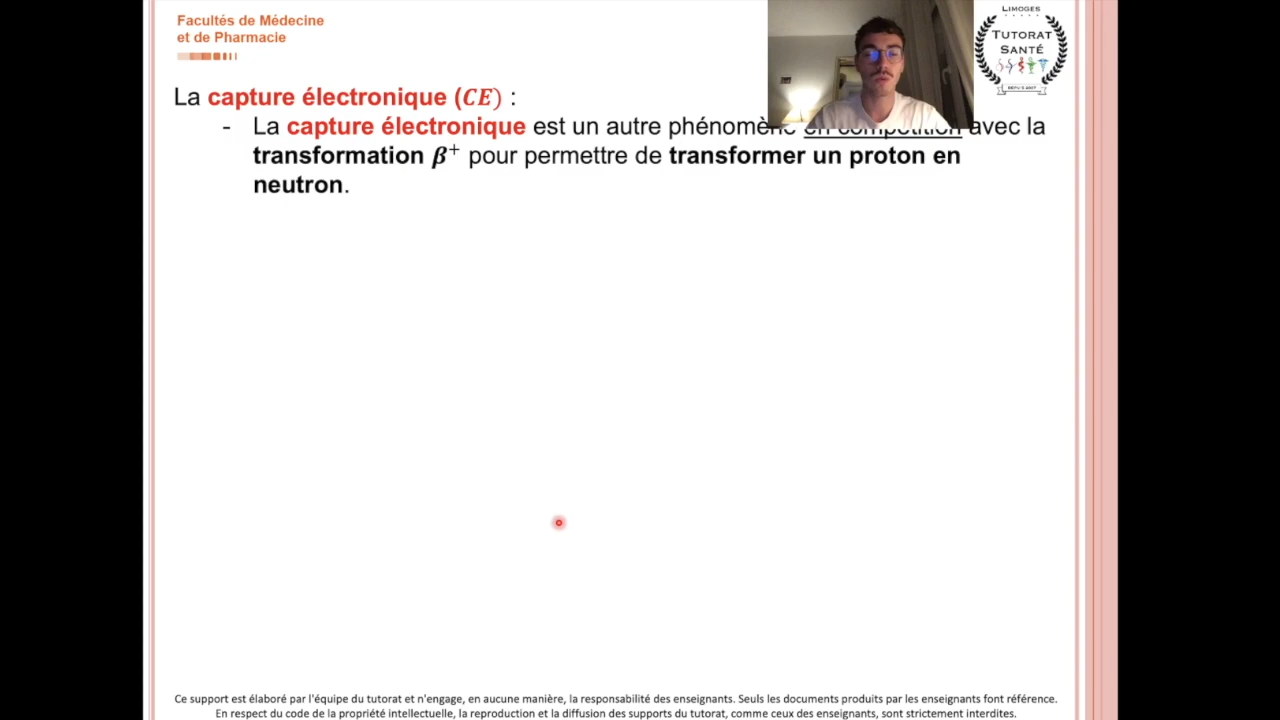 Facultés de Médecine
et de Pharmacie
LIMOGES
TUTORAT
SANTÉ
DEPUIS 2007
La capture électronique (CE) :
- La capture électronique est un autre phénomène en compétition avec la
transformation β⁺ pour permettre de transformer un proton en
neutron.
Ce support est élaboré par l'équipe du tutorat et n'engage, en aucune manière, la responsabilité des enseignants. Seuls les documents produits par les enseignants font référence.
En respect du code de la propriété intellectuelle, la reproduction et la diffusion des supports du tutorat, comme ceux des enseignants, sont strictement interdites.